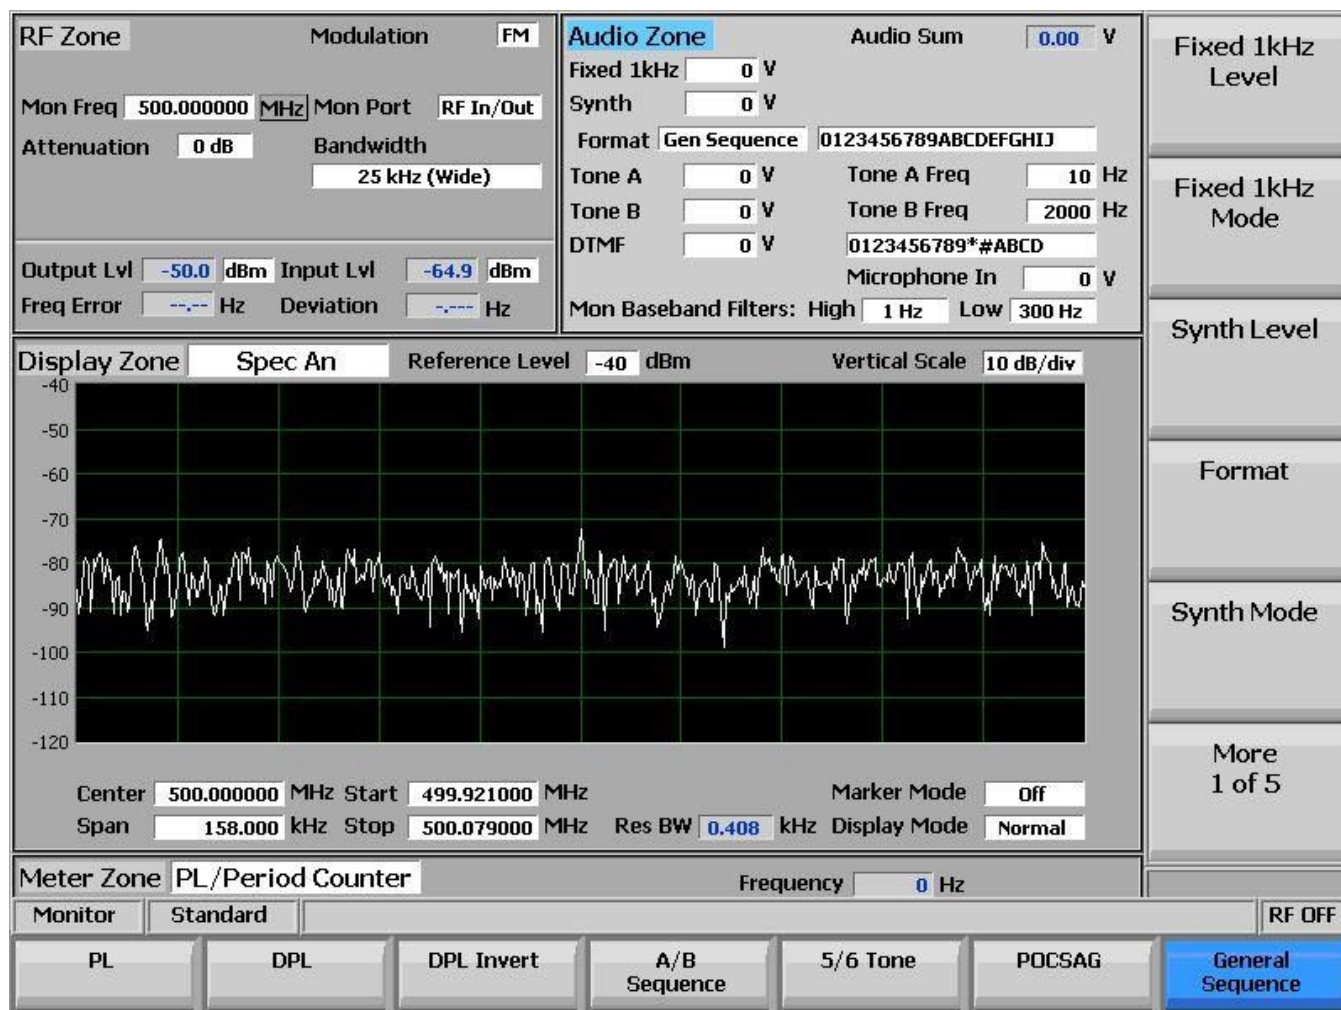 RF Zone Modulation FM
Mon Freq 500.000000 MHz Mon Port RF In/Out
Attenuation 0 dB Bandwidth
25 kHz (Wide)
Output Lvl -50.0 dBm Input Lvl -64.9 dBm
Freq Error --.-- Hz Deviation -.--- Hz
Audio Zone Audio Sum 0.00 V
Fixed 1kHz 0 V
Synth 0 V
Format Gen Sequence 0123456789ABCDEFGHIJ
Tone A 0 V Tone A Freq 10 Hz
Tone B 0 V Tone B Freq 2000 Hz
DTMF 0 V 0123456789*#ABCD
Microphone In 0 V
Mon Baseband Filters: High 1 Hz Low 300 Hz
Display Zone Spec An Reference Level -40 dBm Vertical Scale 10 dB/div
-40
-50
-60
-70
-80
-90
-100
-110
-120
Center 500.000000 MHz Start 499.921000 MHz Marker Mode Off
Span 158.000 kHz Stop 500.079000 MHz Res BW 0.408 kHz Display Mode Normal
Meter Zone PL/Period Counter Frequency 0 Hz
Monitor Standard RF OFF
Fixed 1kHz
Level
Fixed 1kHz
Mode
Synth Level
Format
Synth Mode
More
1 of 5
PL DPL DPL Invert A/B
Sequence 5/6 Tone POCSAG General
Sequence